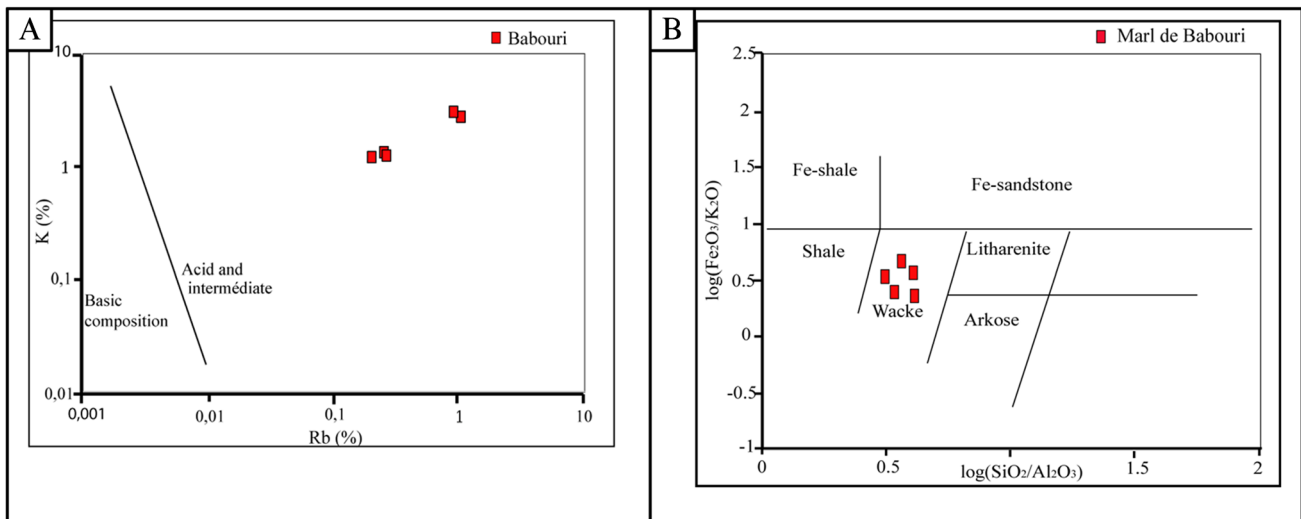 A
Babouri
10
1
0,1
0,01
K (%)
Acid and
intermédiate
Basic
composition
0,001
0,01
0,1
1
10
Rb (%)
B
Marl de Babouri
2.5
2
1.5
1
0.5
0
-0.5
-1
log(Fe₂O₃/K₂O)
Fe-shale
Fe-sandstone
Shale
Litharenite
Wacke
Arkose
0
0.5
1.5
2
log(SiO₂/Al₂O₃)